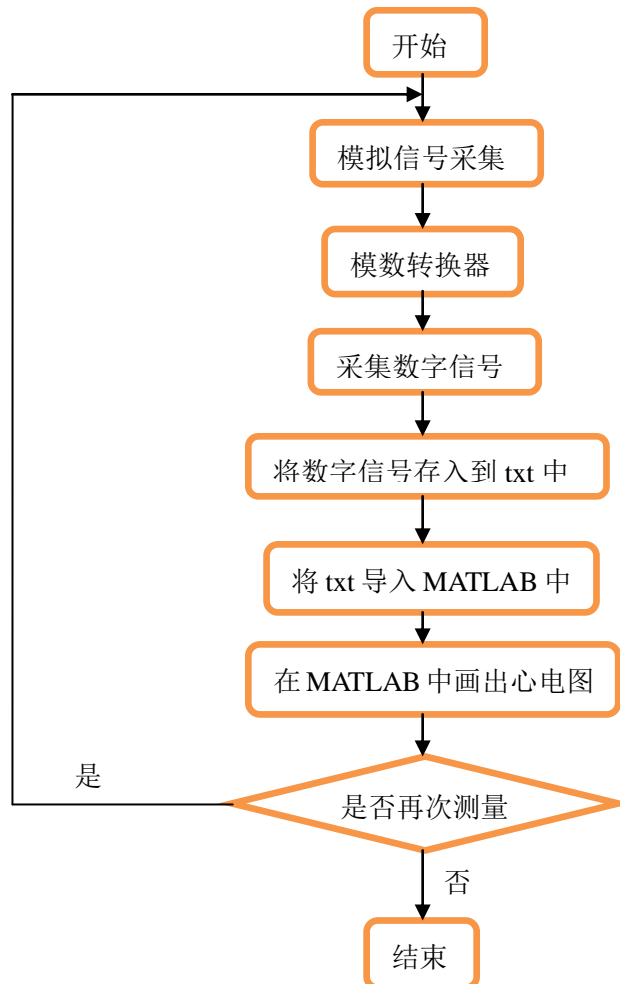 开始
模拟信号采集
模数转换器
采集数字信号
将数字信号存入到 txt 中
将 txt 导入 MATLAB 中
在 MATLAB 中画出心电图
是
是否再次测量
否
结束